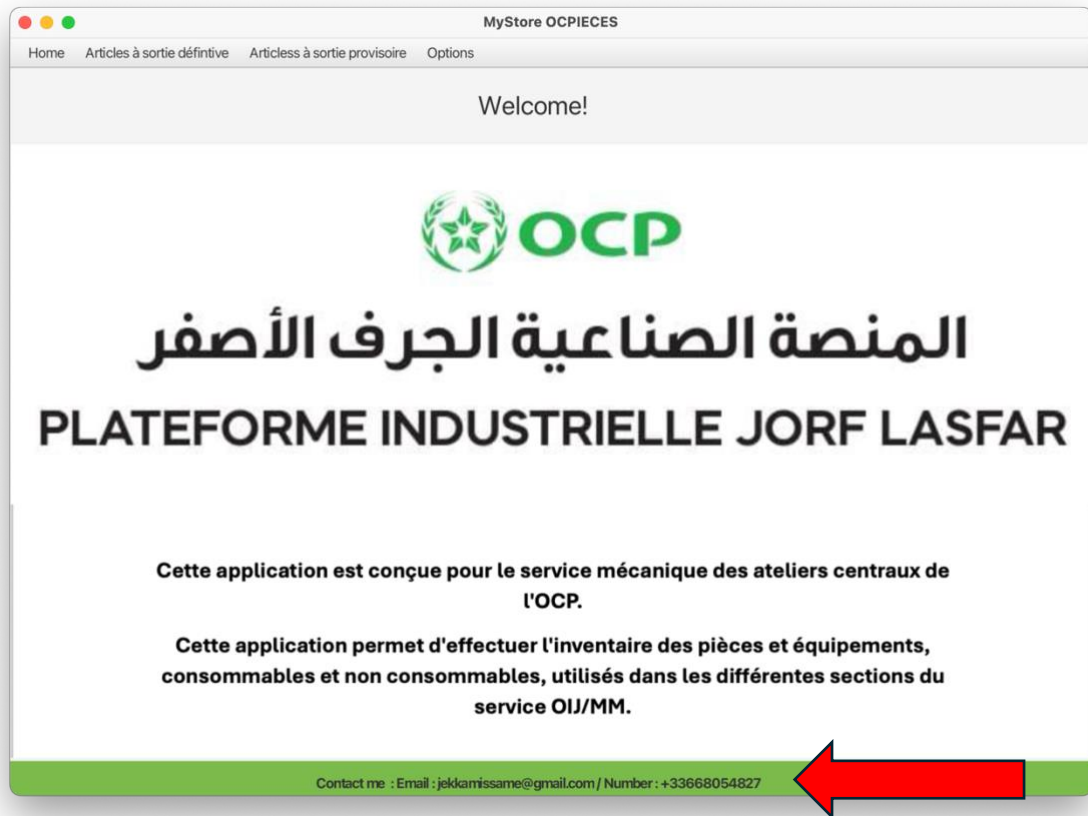 MyStore OCPIECES
Home Articles à sortie défintive Articless à sortie provisoire Options
Welcome!
OCP
المنصة الصناعية الجرف الأصفر
PLATEFORME INDUSTRIELLE JORF LASFAR
Cette application est conçue pour le service mécanique des ateliers centraux de
l'OCP.
Cette application permet d'effectuer l'inventaire des pièces et équipements,
consommables et non consommables, utilisés dans les différentes sections du
service OIJ/MM.
Contact me : Email : jekkamissame@gmail.com / Number : +33668054827